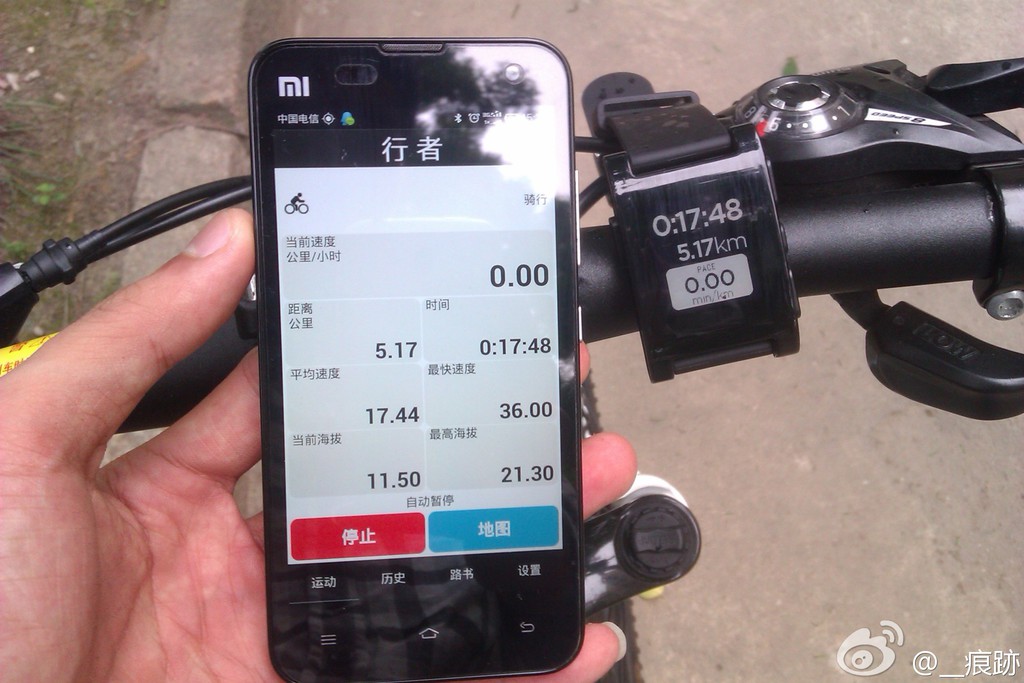 mi
中国电信
行者
骑行
当前速度
公里/小时
0.00
距离
公里
5.17
时间
0:17:48
平均速度
17.44
最快速度
36.00
当前海拔
11.50
最高海拔
21.30
自动暂停
停止
地图
运动
历史
路书
设置
0:17:48
5.17km
PACE
0.00
min/km
8 SPEED
@__痕跡